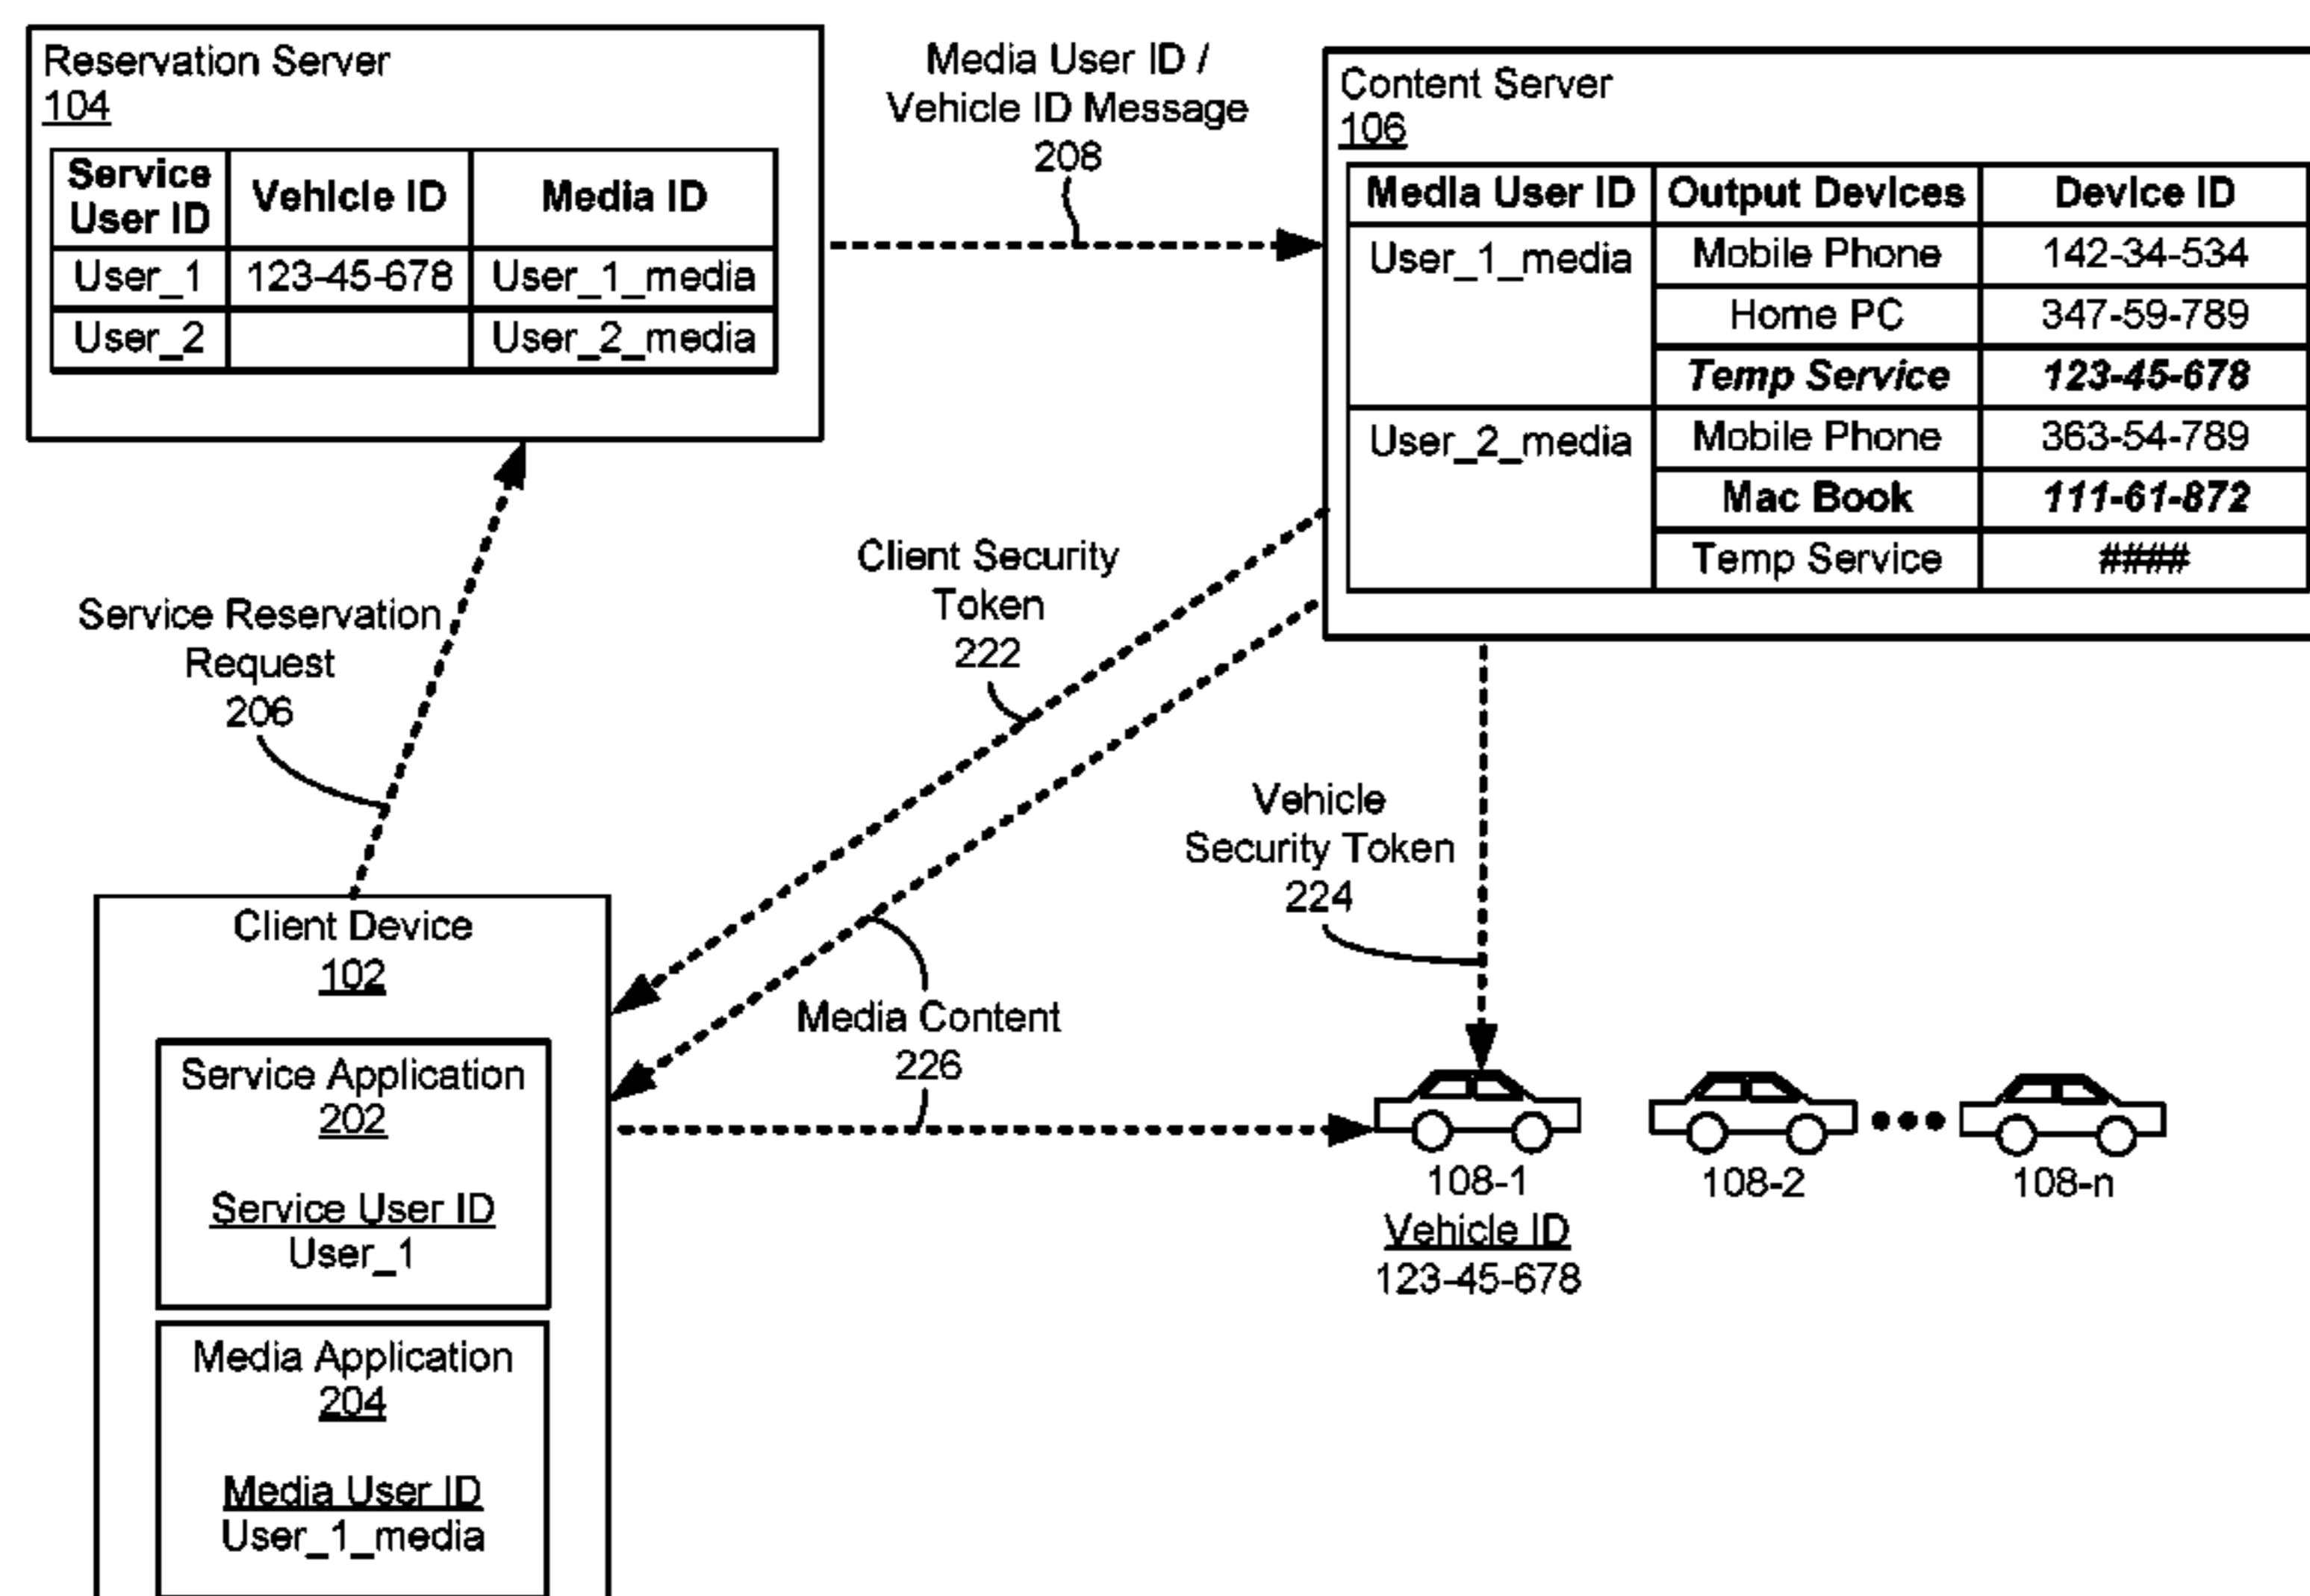 Reservation Server
104
Service User ID | Vehicle ID | Media ID
User_1 | 123-45-678 | User_1_media
User_2 | | User_2_media
Media User ID /
Vehicle ID Message
208
Content Server
106
Media User ID | Output Devices | Device ID
User_1_media | Mobile Phone | 142-34-534
Home PC | 347-59-789
Temp Service | 123-45-678
User_2_media | Mobile Phone | 363-54-789
Mac Book | 111-61-872
Temp Service | ####
Service Reservation
Request
206
Client Security
Token
222
Vehicle
Security Token
224
Media Content
226
Client Device
102
Service Application
202
Service User ID
User_1
Media Application
204
Media User ID
User_1_media
108-1
Vehicle ID
123-45-678
108-2
108-n